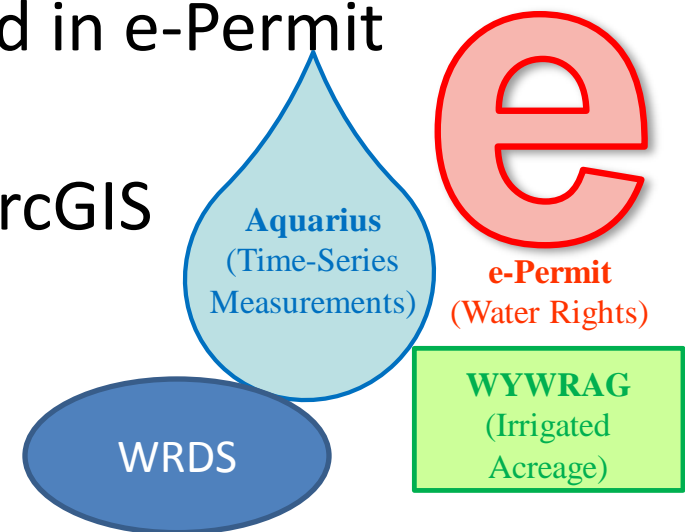 d in e-Permit
rcGIS
Aquarius
(Time-Series
Measurements)
e
e-Permit
(Water Rights)
WYWRAG
(Irrigated
Acreage)
WRDS